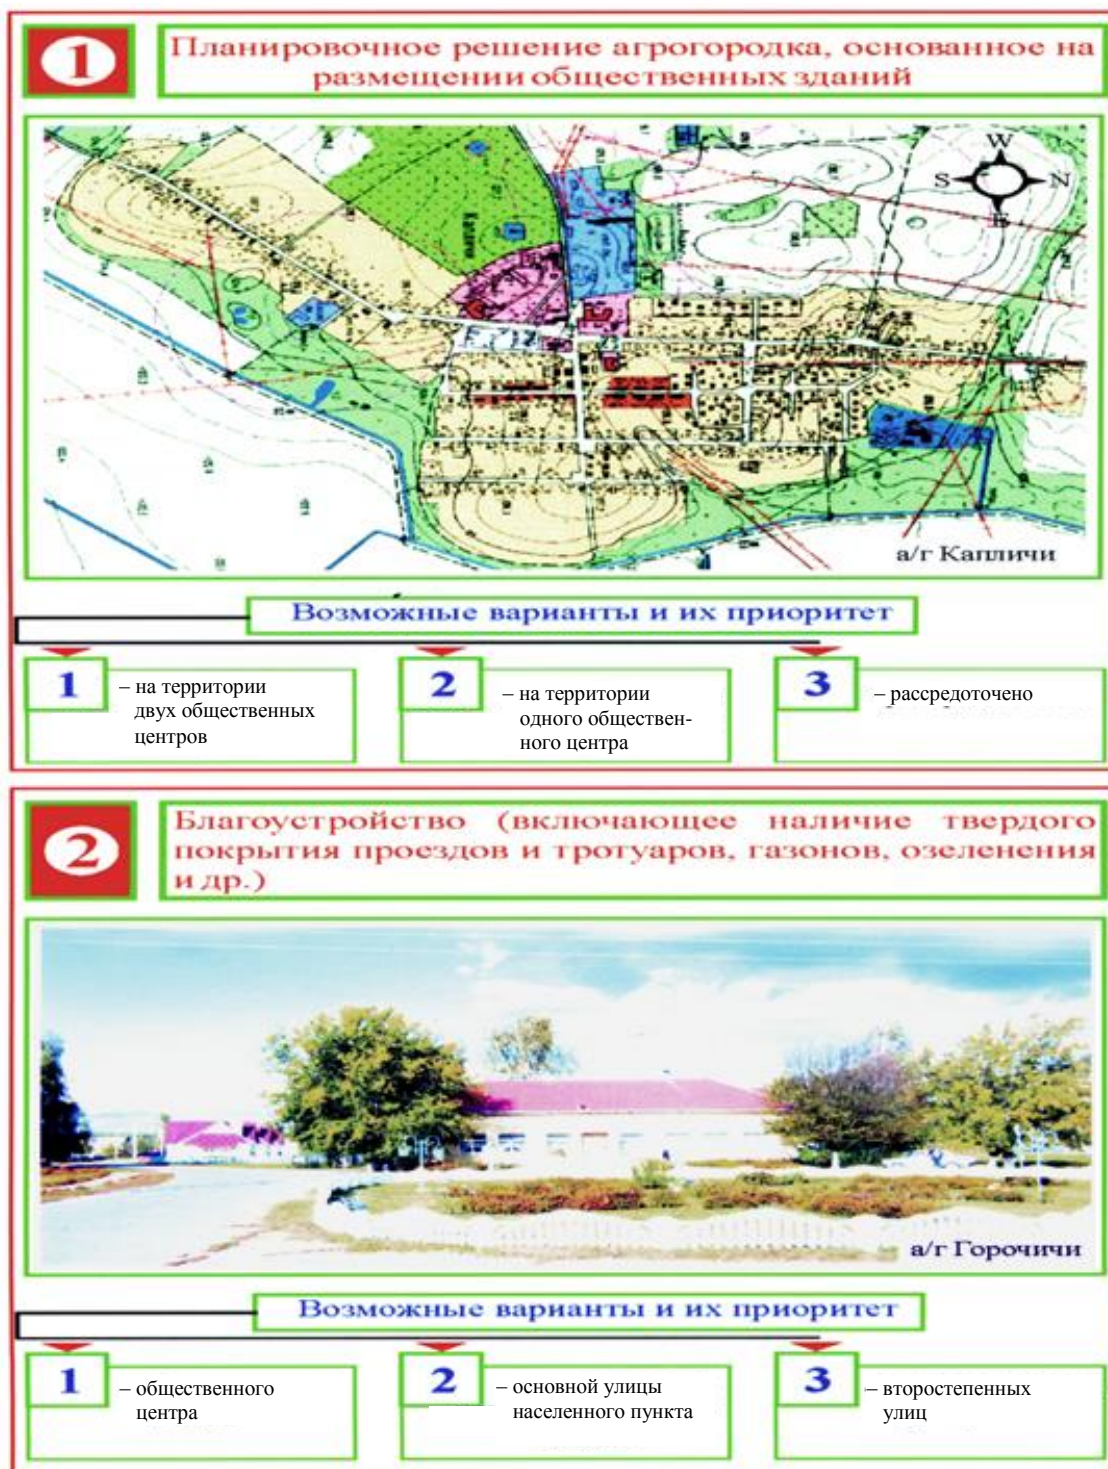 1
Планировочное решение агрогородка, основанное на
размещении общественных зданий
W
S
N
E
а/г Капличи
Возможные варианты и их приоритет
1
– на территории
двух общественных
центров
2
– на территории
одного обществен-
ного центра
3
– рассредоточено
2
Благоустройство (включающее наличие твердого
покрытия проездов и тротуаров, газонов, озеленения
и др.)
а/г Горочичи
Возможные варианты и их приоритет
1
– общественного
центра
2
– основной улицы
населенного пункта
3
– второстепенных
улиц